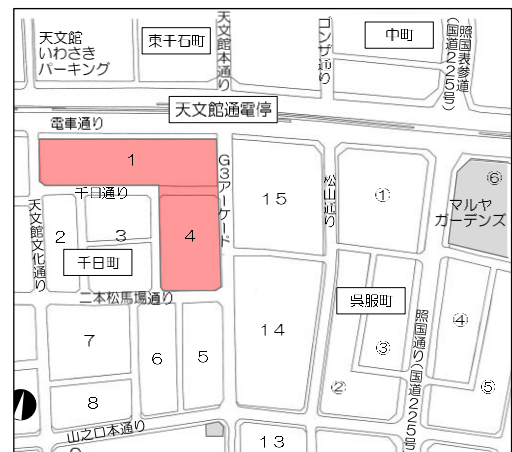 天文館
いわさき
パーキング
東千石町
天文館本通り
ゴンザ通り
中町
照国表参道
(国道225号)
天文館通電停
電車通り
1
千日通り
G3アーケード
15
松山通り
①
⑥
マルヤ
ガーデンズ
天文館文化通り
2
3
4
千日町
二本松馬場通り
呉服町
照国通り(国道225号)
7
6
5
14
③
④
②
⑤
8
山之口本通り
13